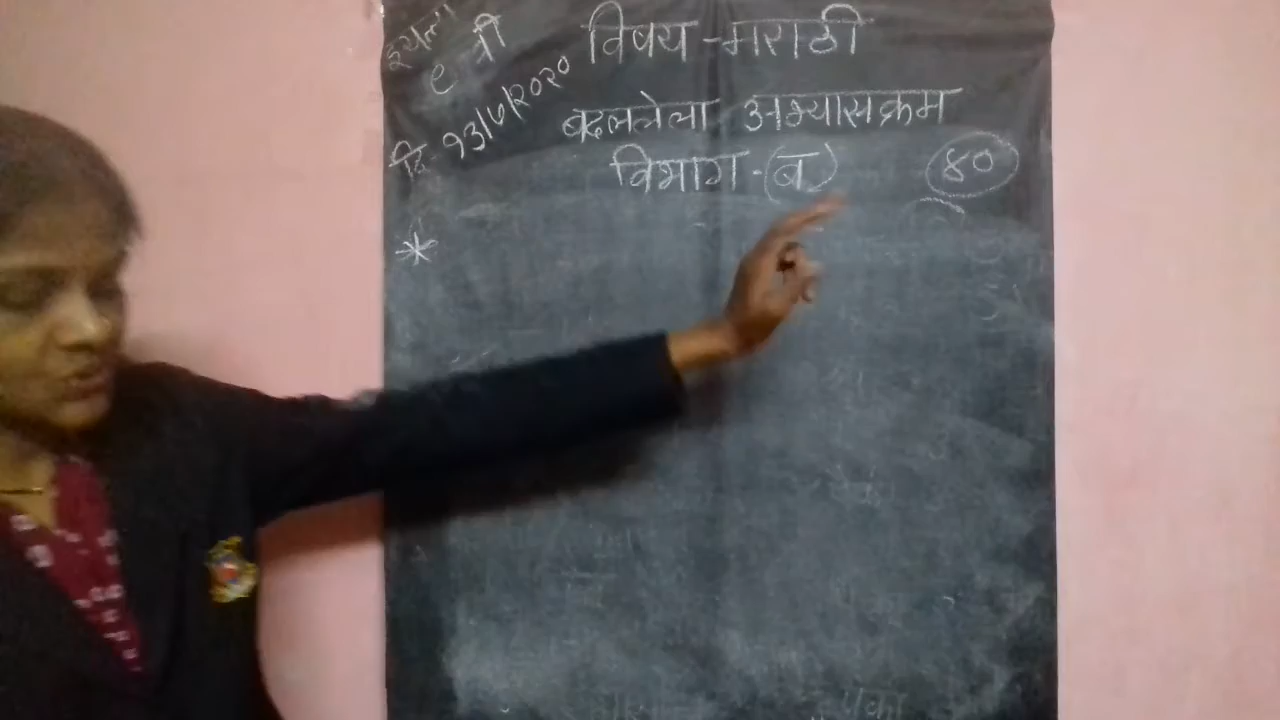 इयत्ता
९ वी
दि १३/७/२०२०
विषय - मराठी
बदललेला अभ्यासक्रम
विभाग - (ब)
४०
*